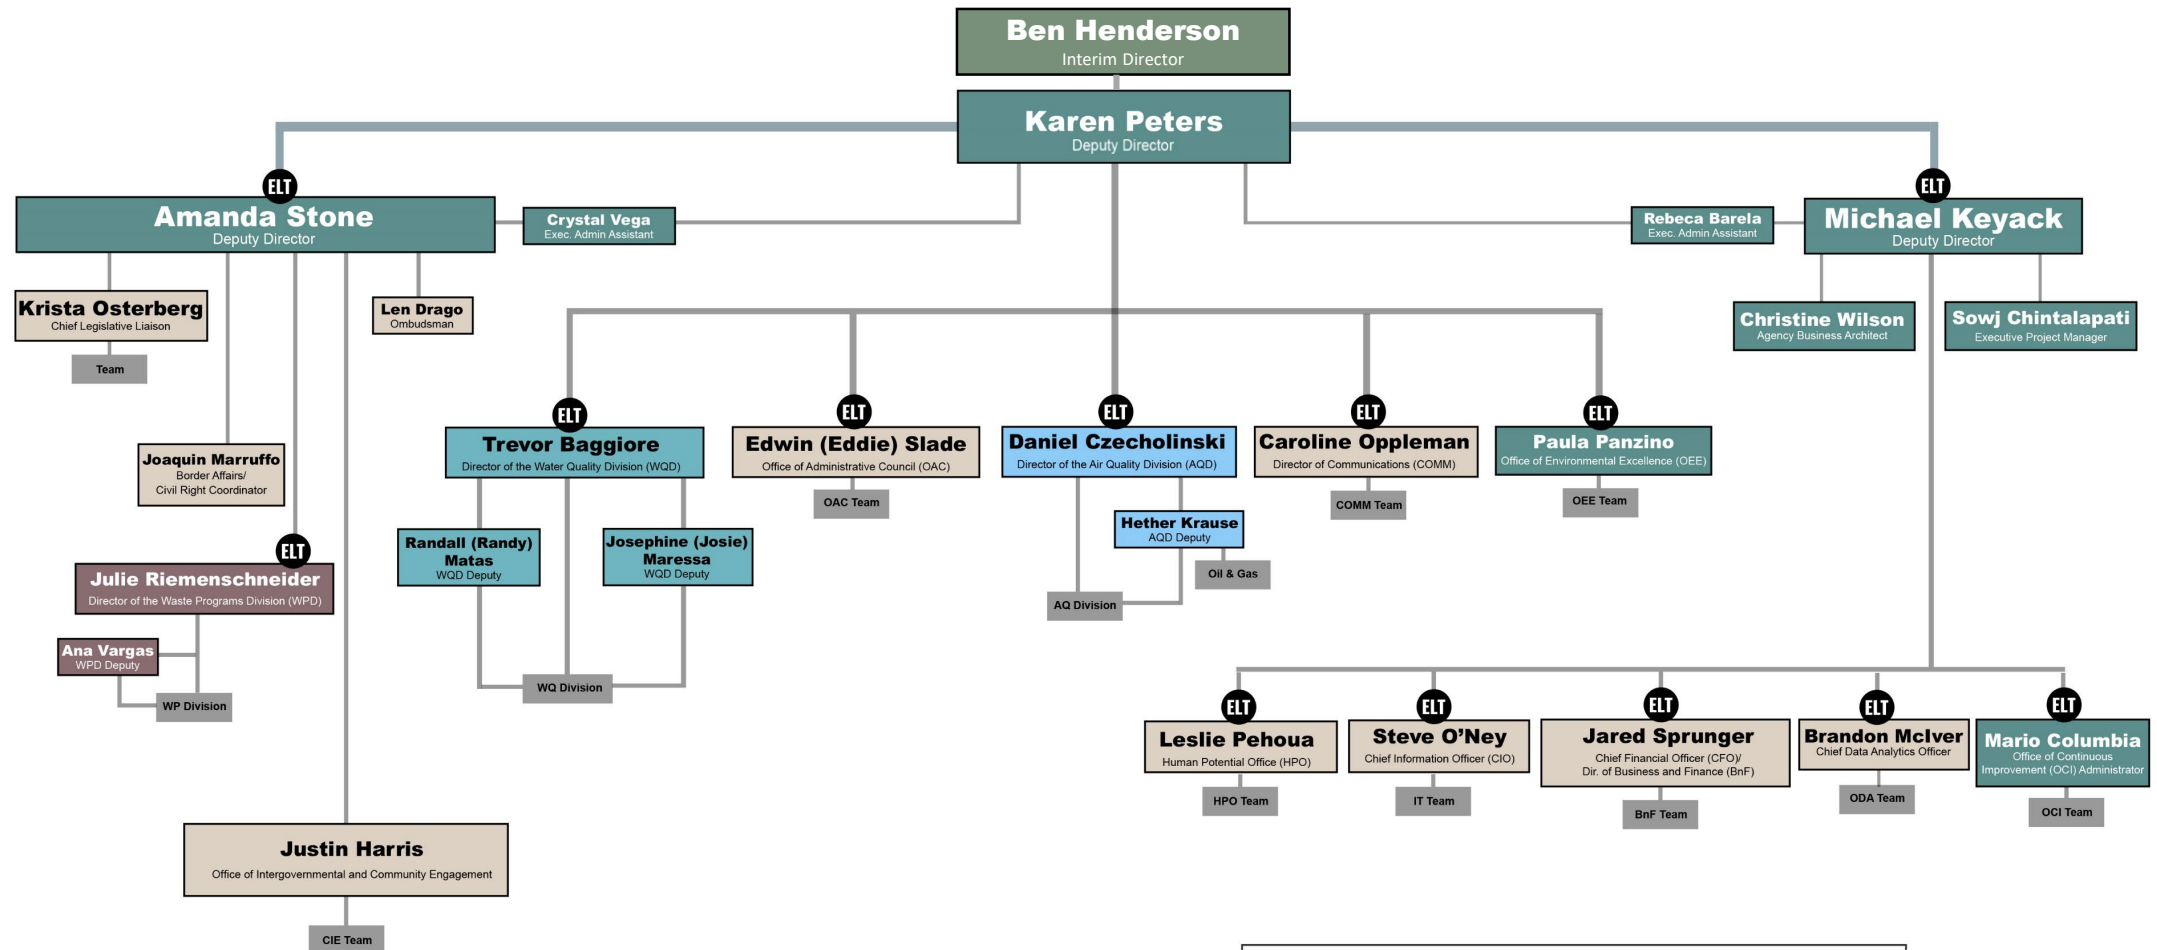 Ben Henderson
Interim Director
Karen Peters
Deputy Director
ELT
Amanda Stone
Deputy Director
Crystal Vega
Exec. Admin Assistant
Rebeca Barela
Exec. Admin Assistant
ELT
Michael Keyack
Deputy Director
Krista Osterberg
Chief Legislative Liaison
Team
Len Drago
Ombudsman
Christine Wilson
Agency Business Architect
Sowj Chintalapati
Executive Project Manager
Joaquin Marruffo
Border Affairs/
Civil Right Coordinator
ELT
Trevor Baggiore
Director of the Water Quality Division (WQD)
ELT
Edwin (Eddie) Slade
Office of Administrative Council (OAC)
OAC Team
ELT
Daniel Czecholinski
Director of the Air Quality Division (AQD)
ELT
Caroline Oppleman
Director of Communications (COMM)
COMM Team
ELT
Paula Panzino
Office of Environmental Excellence (OEE)
OEE Team
Randall (Randy)
Matas
WQD Deputy
Josephine (Josie)
Maressa
WQD Deputy
WQ Division
Hether Krause
AQD Deputy
Oil & Gas
AQ Division
ELT
Julie Riemenschneider
Director of the Waste Programs Division (WPD)
Ana Vargas
WPD Deputy
WP Division
ELT
Leslie Pehoua
Human Potential Office (HPO)
HPO Team
ELT
Steve O'Ney
Chief Information Officer (CIO)
IT Team
ELT
Jared Sprunger
Chief Financial Officer (CFO)/
Dir. of Business and Finance (BnF)
BnF Team
ELT
Brandon McIver
Chief Data Analytics Officer
ODA Team
ELT
Mario Columbia
Office of Continuous
Improvement (OCI) Administrator
OCI Team
Justin Harris
Office of Intergovernmental and Community Engagement
CIE Team